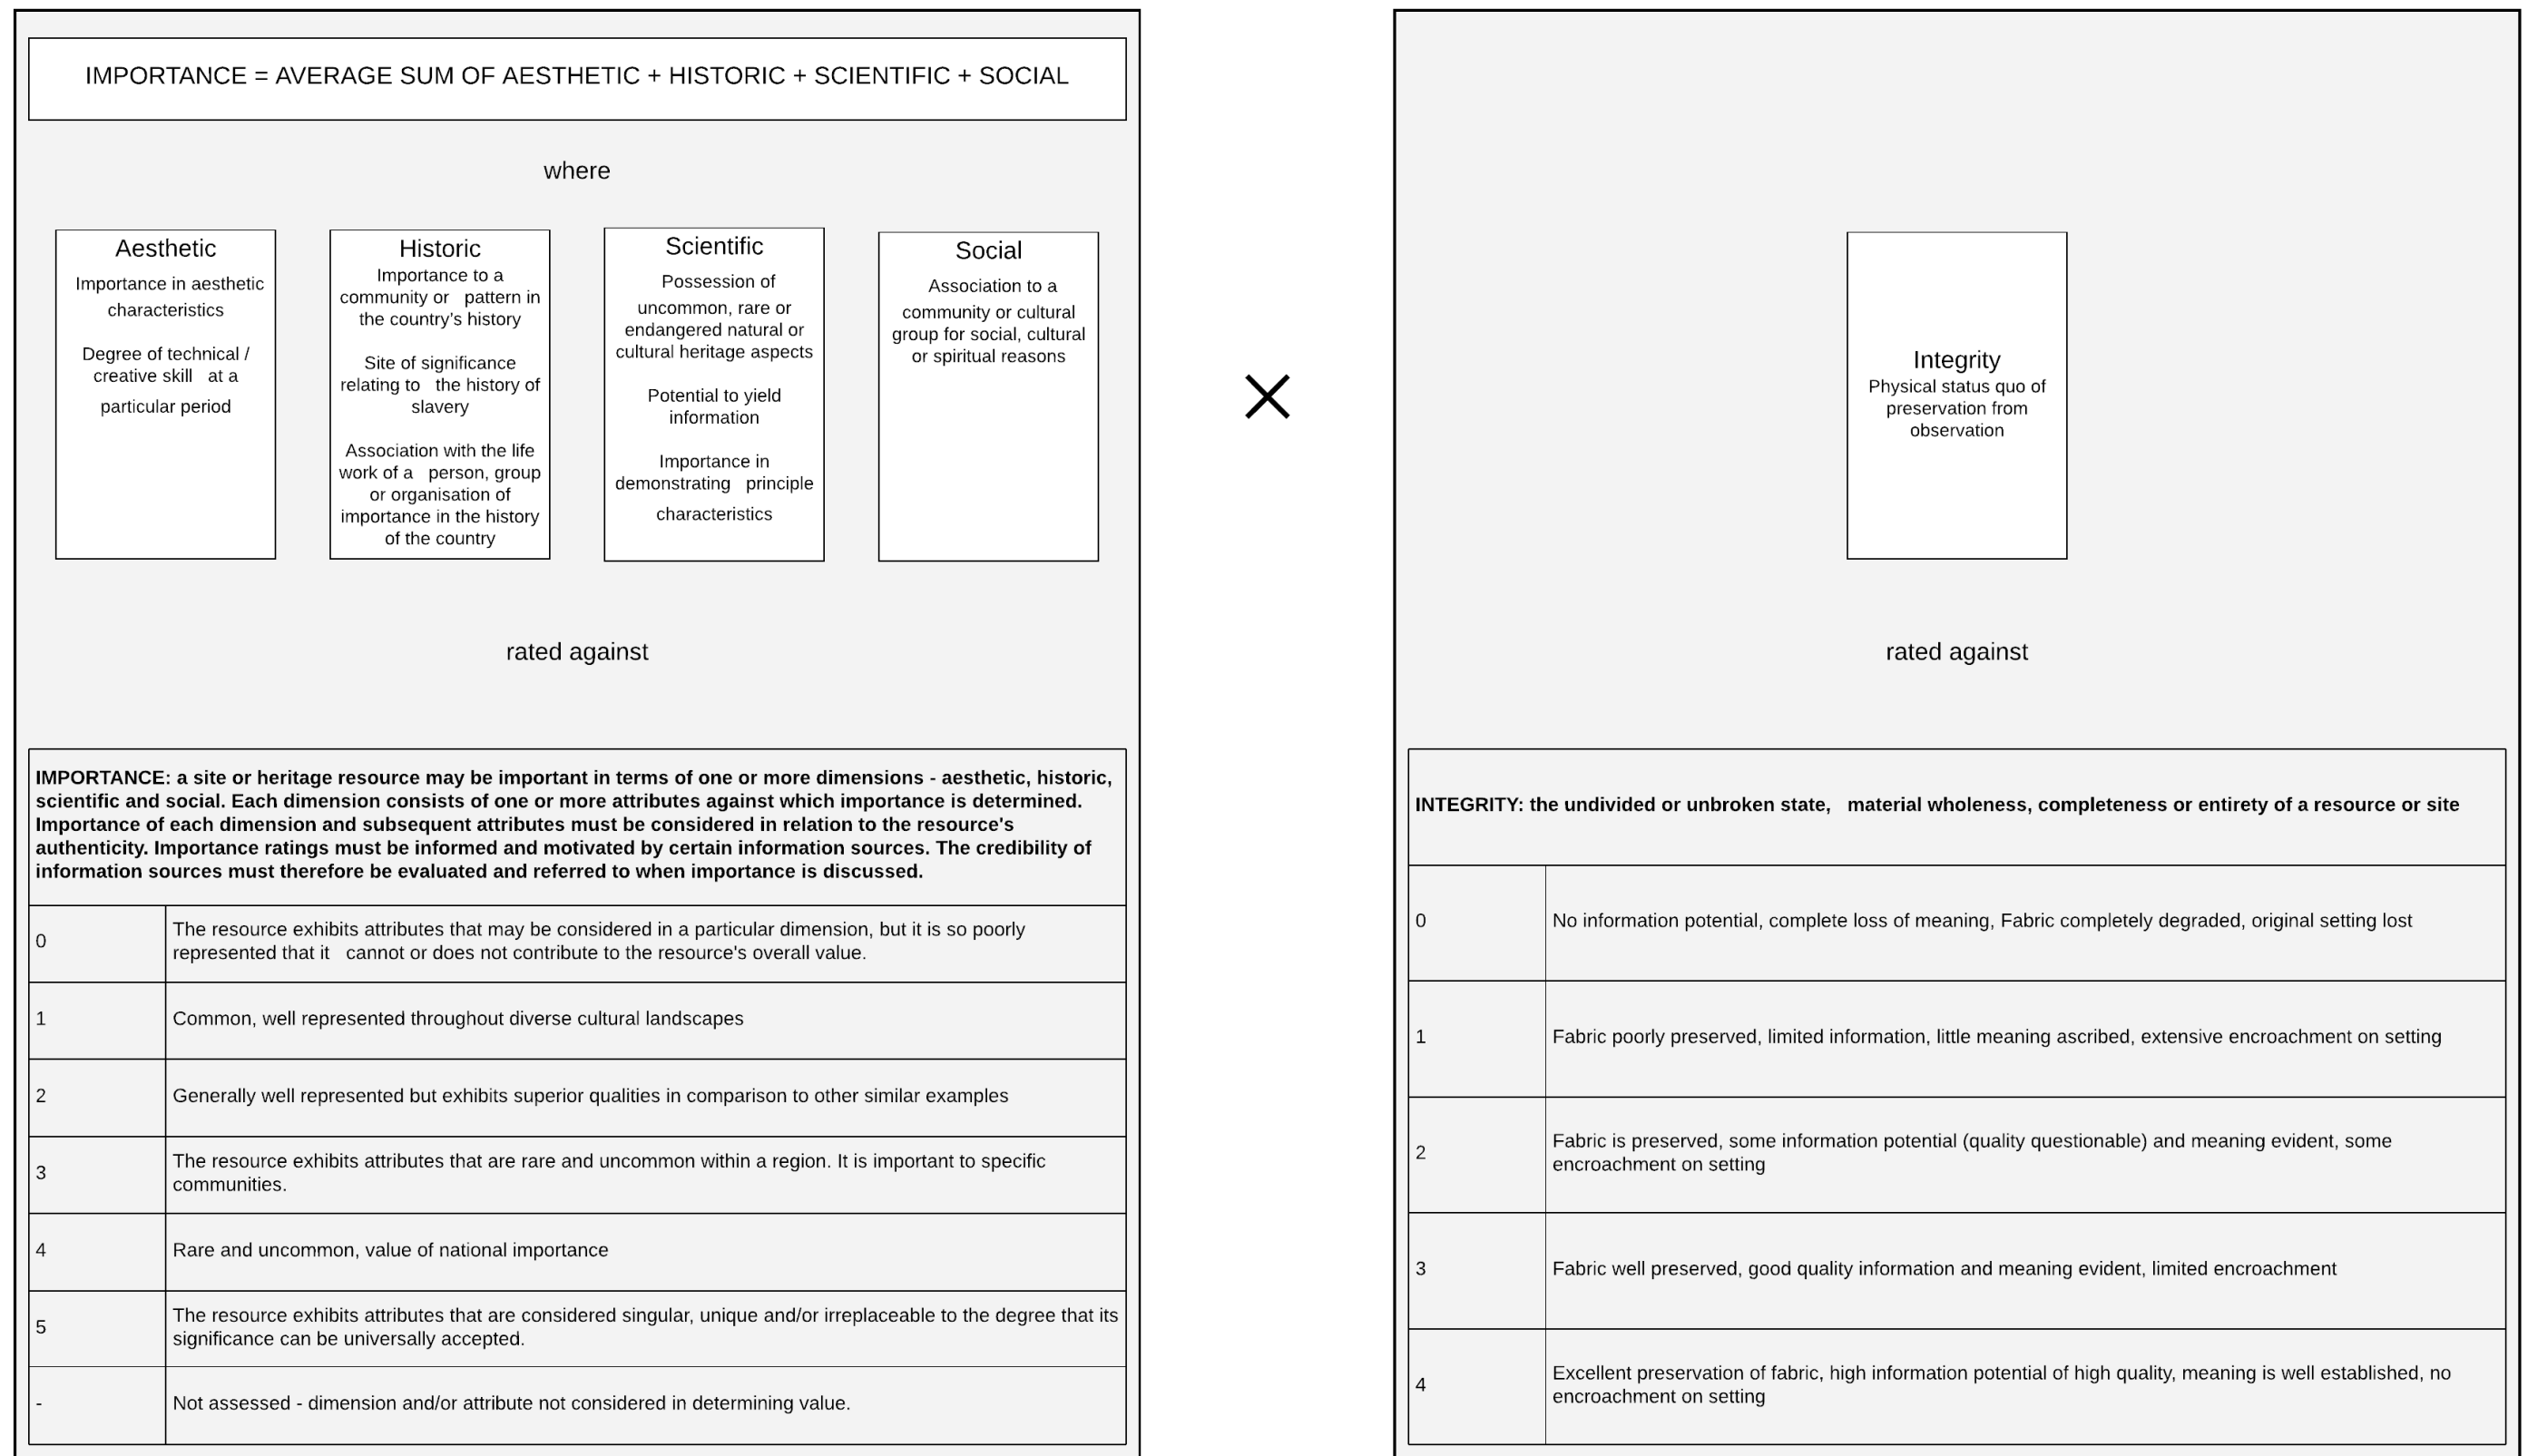 IMPORTANCE = AVERAGE SUM OF AESTHETIC + HISTORIC + SCIENTIFIC + SOCIAL
where
Aesthetic
Importance in aesthetic
characteristics
Degree of technical /
creative skill at a
particular period
Historic
Importance to a
community or pattern in
the country's history
Site of significance
relating to the history of
slavery
Association with the life
work of a person, group
or organisation of
importance in the history
of the country
Scientific
Possession of
uncommon, rare or
endangered natural or
cultural heritage aspects
Potential to yield
information
Importance in
demonstrating principle
characteristics
Social
Association to a
community or cultural
group for social, cultural
or spiritual reasons
rated against
IMPORTANCE: a site or heritage resource may be important in terms of one or more dimensions - aesthetic, historic,
scientific and social. Each dimension consists of one or more attributes against which importance is determined.
Importance of each dimension and subsequent attributes must be considered in relation to the resource's
authenticity. Importance ratings must be informed and motivated by certain information sources. The credibility of
information sources must therefore be evaluated and referred to when importance is discussed.
0
The resource exhibits attributes that may be considered in a particular dimension, but it is so poorly
represented that it cannot or does not contribute to the resource's overall value.
1
Common, well represented throughout diverse cultural landscapes
2
Generally well represented but exhibits superior qualities in comparison to other similar examples
3
The resource exhibits attributes that are rare and uncommon within a region. It is important to specific
communities.
4
Rare and uncommon, value of national importance
5
The resource exhibits attributes that are considered singular, unique and/or irreplaceable to the degree that its
significance can be universally accepted.
-
Not assessed - dimension and/or attribute not considered in determining value.
×
Integrity
Physical status quo of
preservation from
observation
rated against
INTEGRITY: the undivided or unbroken state, material wholeness, completeness or entirety of a resource or site
0
No information potential, complete loss of meaning, Fabric completely degraded, original setting lost
1
Fabric poorly preserved, limited information, little meaning ascribed, extensive encroachment on setting
2
Fabric is preserved, some information potential (quality questionable) and meaning evident, some
encroachment on setting
3
Fabric well preserved, good quality information and meaning evident, limited encroachment
4
Excellent preservation of fabric, high information potential of high quality, meaning is well established, no
encroachment on setting